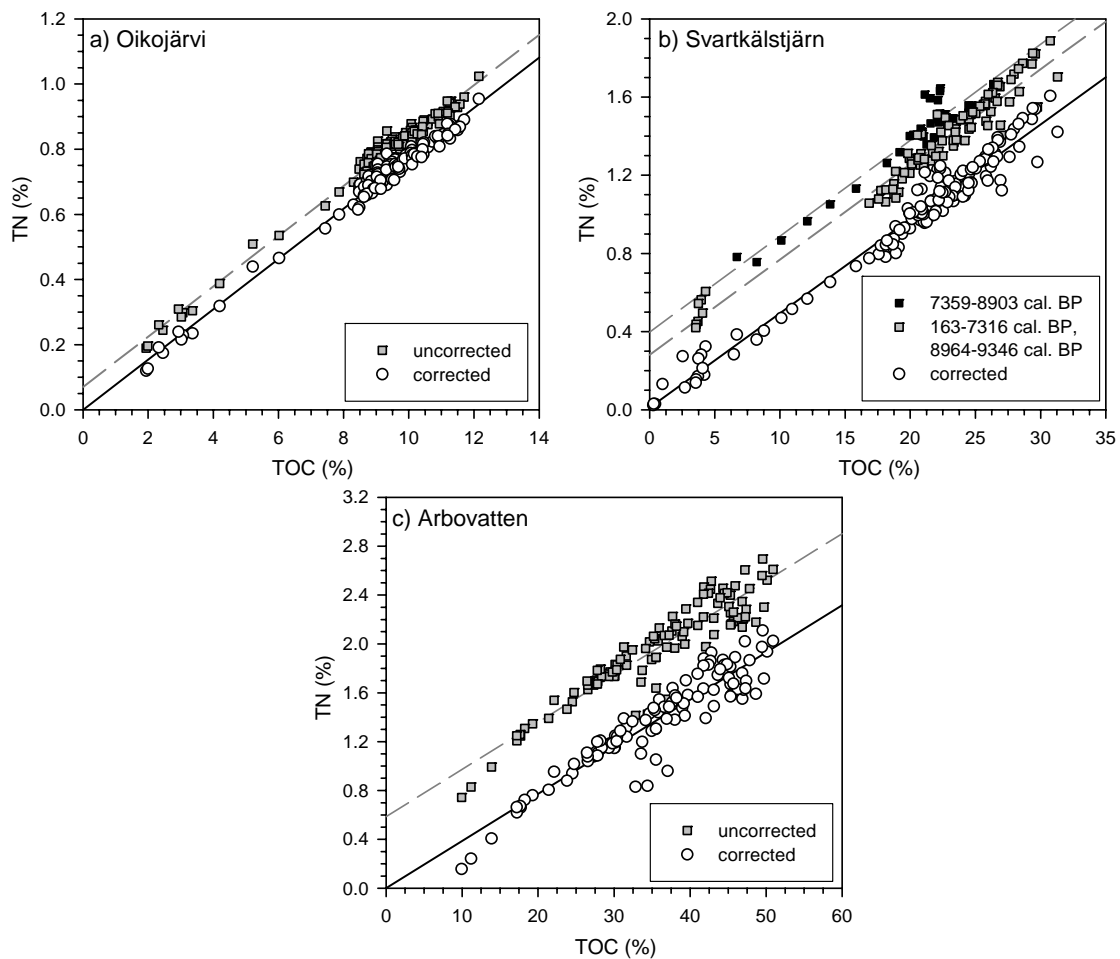 a) Oikojärvi
1.2
1.0
0.8
0.6
0.4
0.2
0.0
TN (%)
0 2 4 6 8 10 12 14
TOC (%)
uncorrected
corrected
b) Svartkälstjärn
2.0
1.6
1.2
0.8
0.4
0.0
TN (%)
0 5 10 15 20 25 30 35
TOC (%)
7359-8903 cal. BP
163-7316 cal. BP,
8964-9346 cal. BP
corrected
c) Arbovatten
3.2
2.8
2.4
2.0
1.6
1.2
0.8
0.4
0.0
TN (%)
0 10 20 30 40 50 60
TOC (%)
uncorrected
corrected